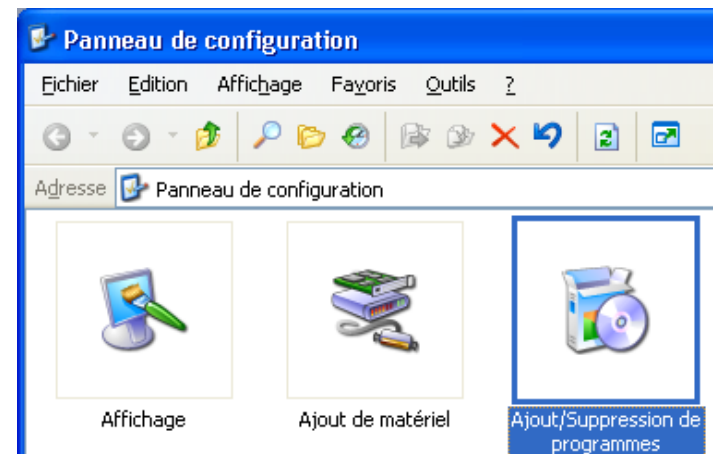 Panneau de configuration
Fichier Edition Affichage Favoris Outils ?
Adresse Panneau de configuration
Affichage Ajout de matériel Ajout/Suppression de
programmes